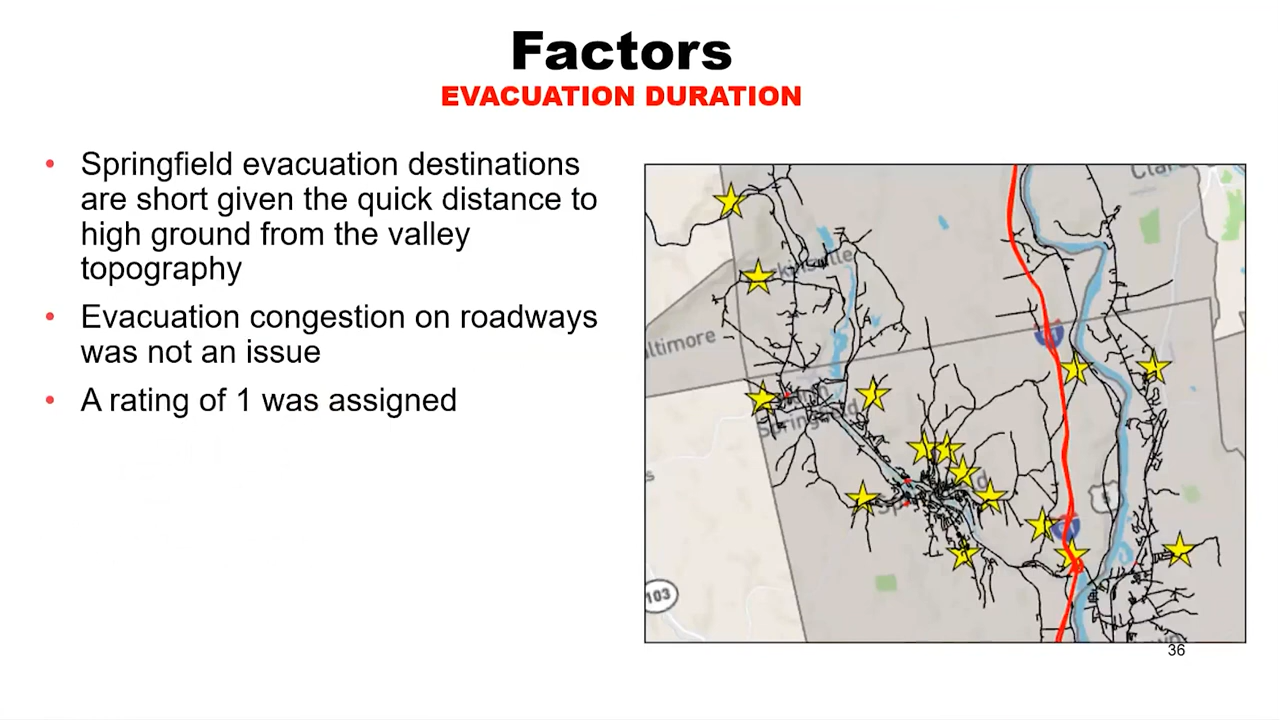 Factors
EVACUATION DURATION
• Springfield evacuation destinations
are short given the quick distance to
high ground from the valley
topography
• Evacuation congestion on roadways
was not an issue
• A rating of 1 was assigned
103
5
36